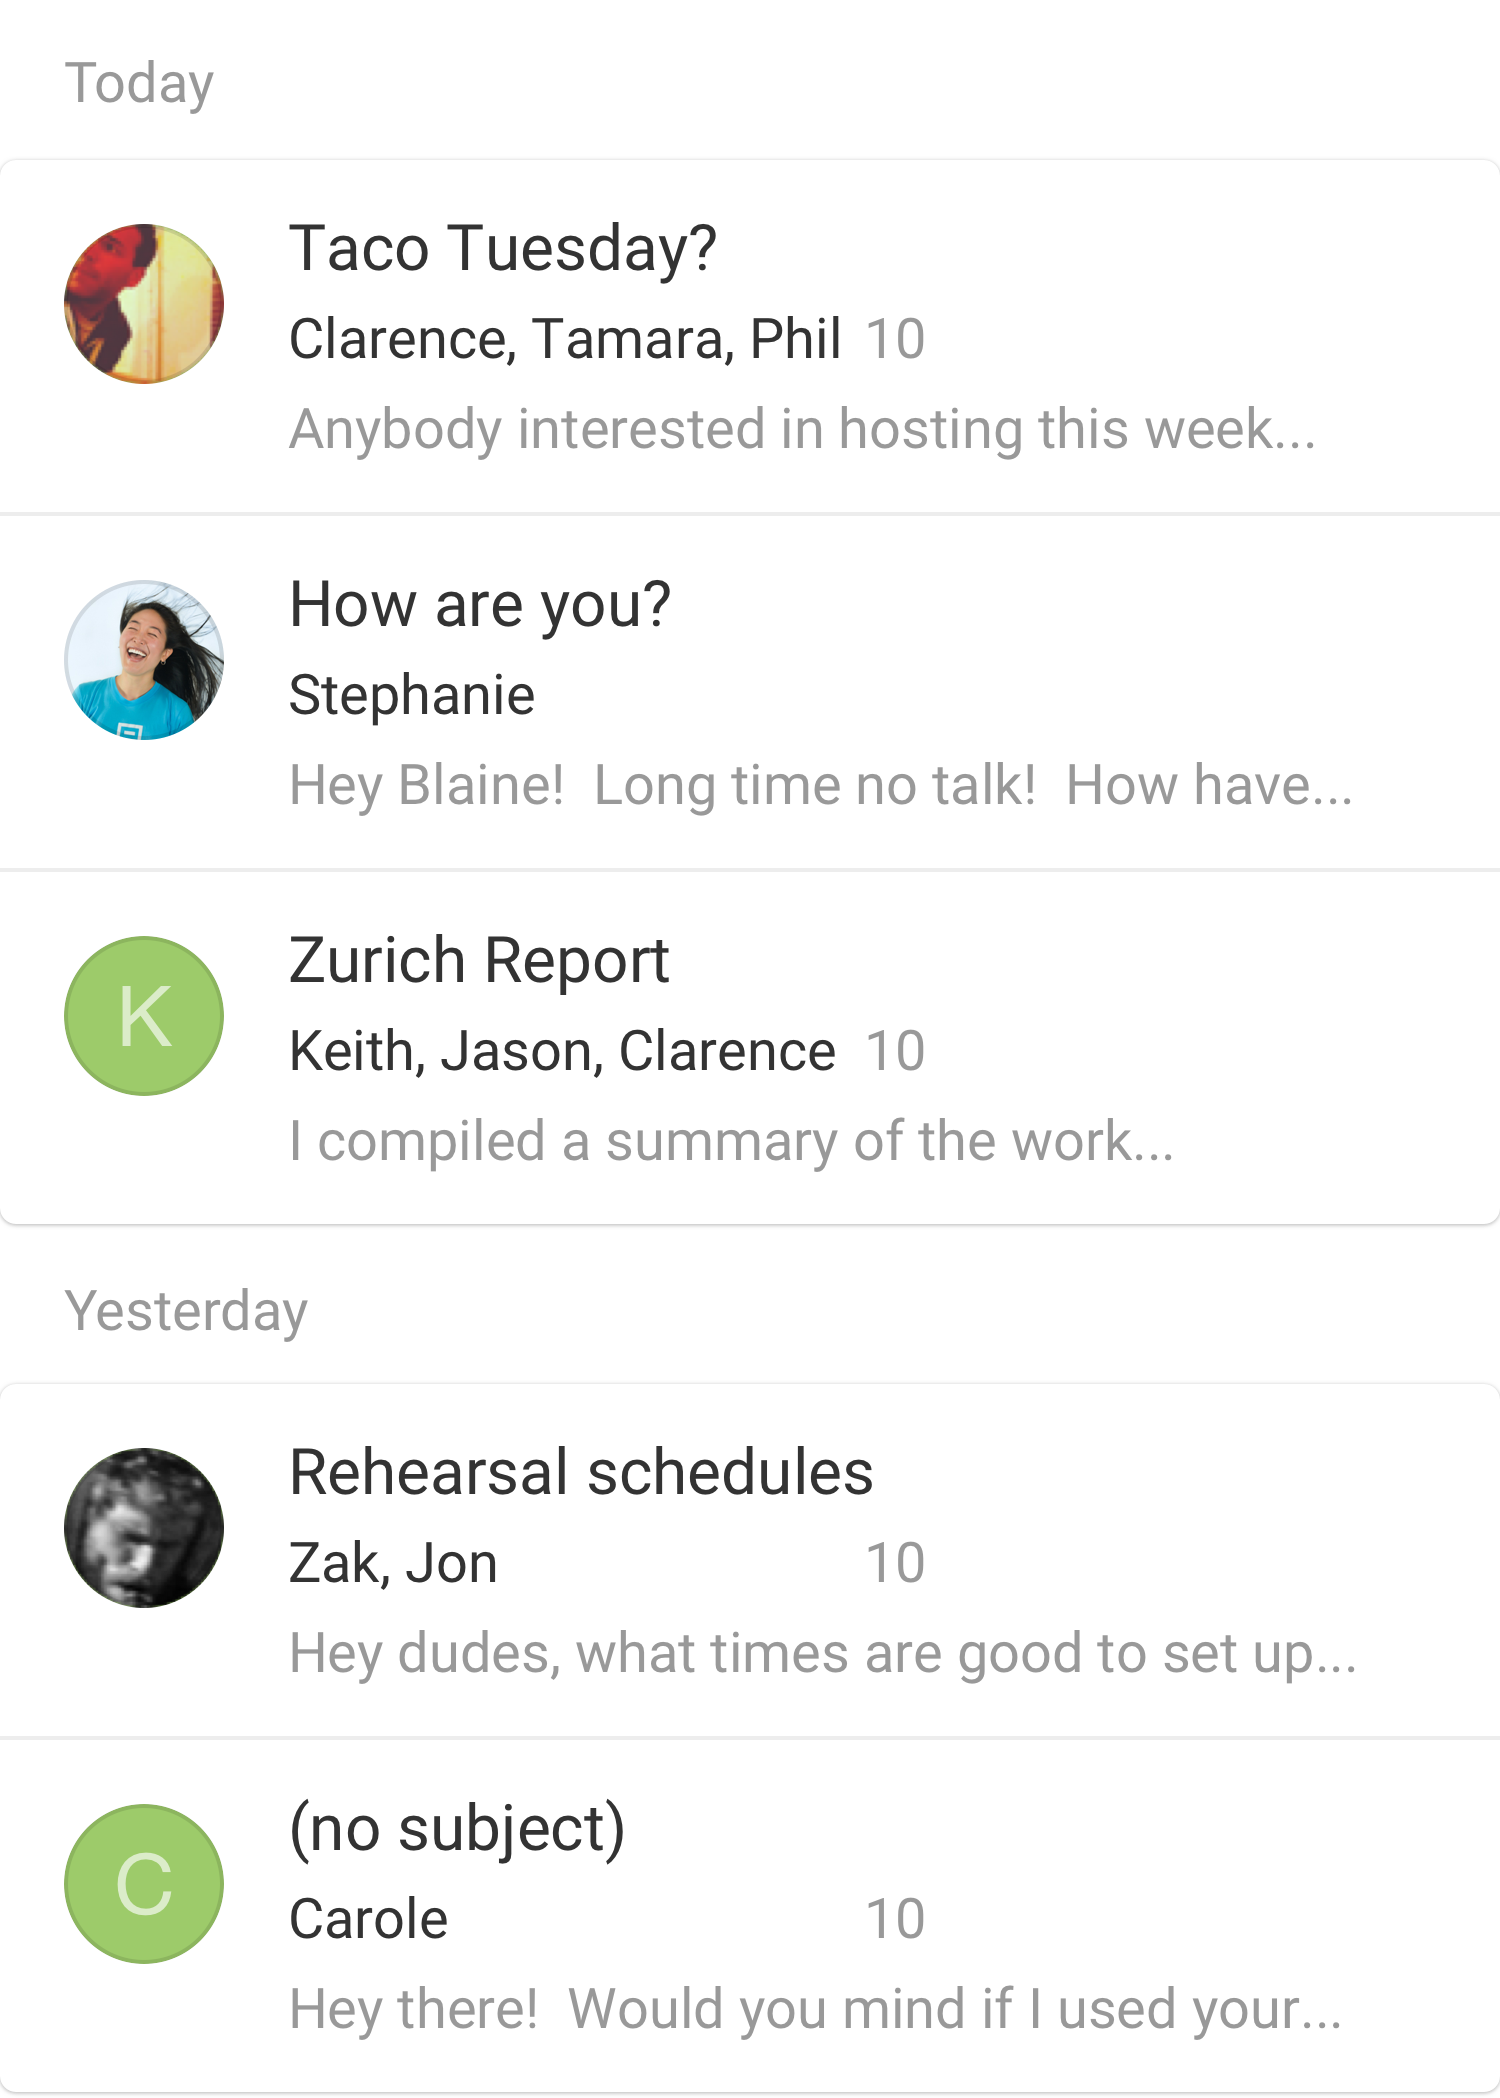 Today
Taco Tuesday?
Clarence, Tamara, Phil 10
Anybody interested in hosting this week...
How are you?
Stephanie
Hey Blaine!  Long time no talk!  How have...
K
Zurich Report
Keith, Jason, Clarence 10
I compiled a summary of the work...
Yesterday
Rehearsal schedules
Zak, Jon 10
Hey dudes, what times are good to set up...
C
(no subject)
Carole 10
Hey there!  Would you mind if I used your...